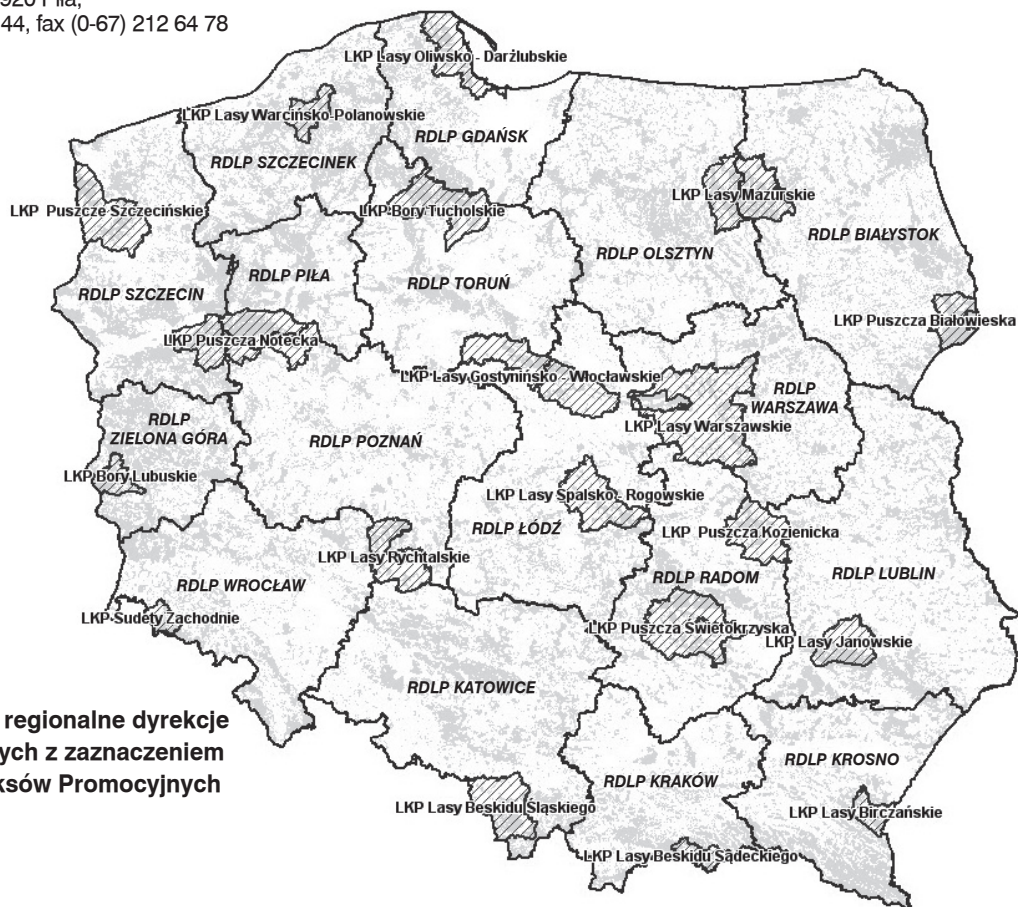 44, fax (0-67) 212 64 78
LKP Lasy Oliwsko - Darżlubskie
LKP Lasy Warcińsko-Polanowskie
RDLP GDAŃSK
RDLP SZCZECINEK
LKP Lasy Mazurskie
LKP Puszcze Szczecińskie
LKP Bory Tucholskie
RDLP BIAŁYSTOK
RDLP OLSZTYN
RDLP PIŁA
RDLP TORUŃ
RDLP SZCZECIN
LKP Puszcza Białowieska
LKP Puszcza Notecka
LKP Lasy Gostynińsko - Włocławskie
RDLP
WARSZAWA
RDLP
ZIELONA GÓRA
LKP Lasy Warszawskie
RDLP POZNAŃ
LKP Bory Lubuskie
LKP Lasy Spalsko - Rogowskie
RDLP ŁÓDŹ
LKP Puszcza Kozienicka
LKP Lasy Rychtalskie
RDLP RADOM
RDLP LUBLIN
RDLP WROCŁAW
LKP Sudety Zachodnie
LKP Puszcza Świętokrzyska
LKP Lasy Janowskie
RDLP KATOWICE
regionalne dyrekcje
ych z zaznaczeniem
ksów Promocyjnych
RDLP KROSNO
RDLP KRAKÓW
LKP Lasy Beskidu Śląskiego
LKP Lasy Birczańskie
LKP Lasy Beskidu Sądeckiego